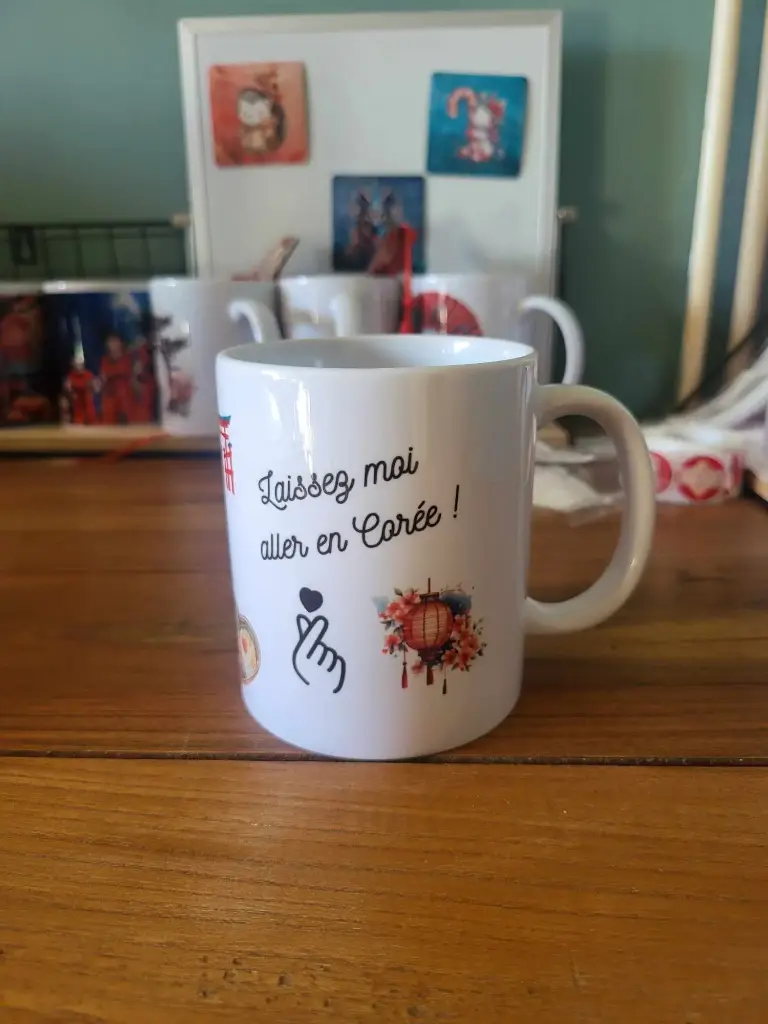 Laissez moi
aller en Corée !